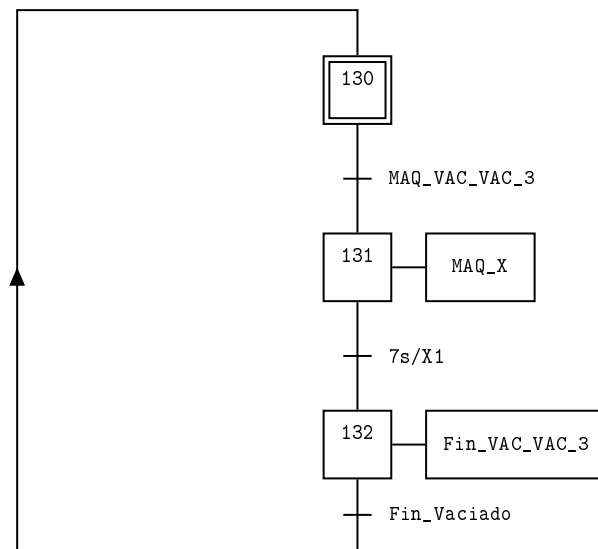 130
MAQ_VAC_VAC_3
131
MAQ_X
7s/X1
132
Fin_VAC_VAC_3
Fin_Vaciado